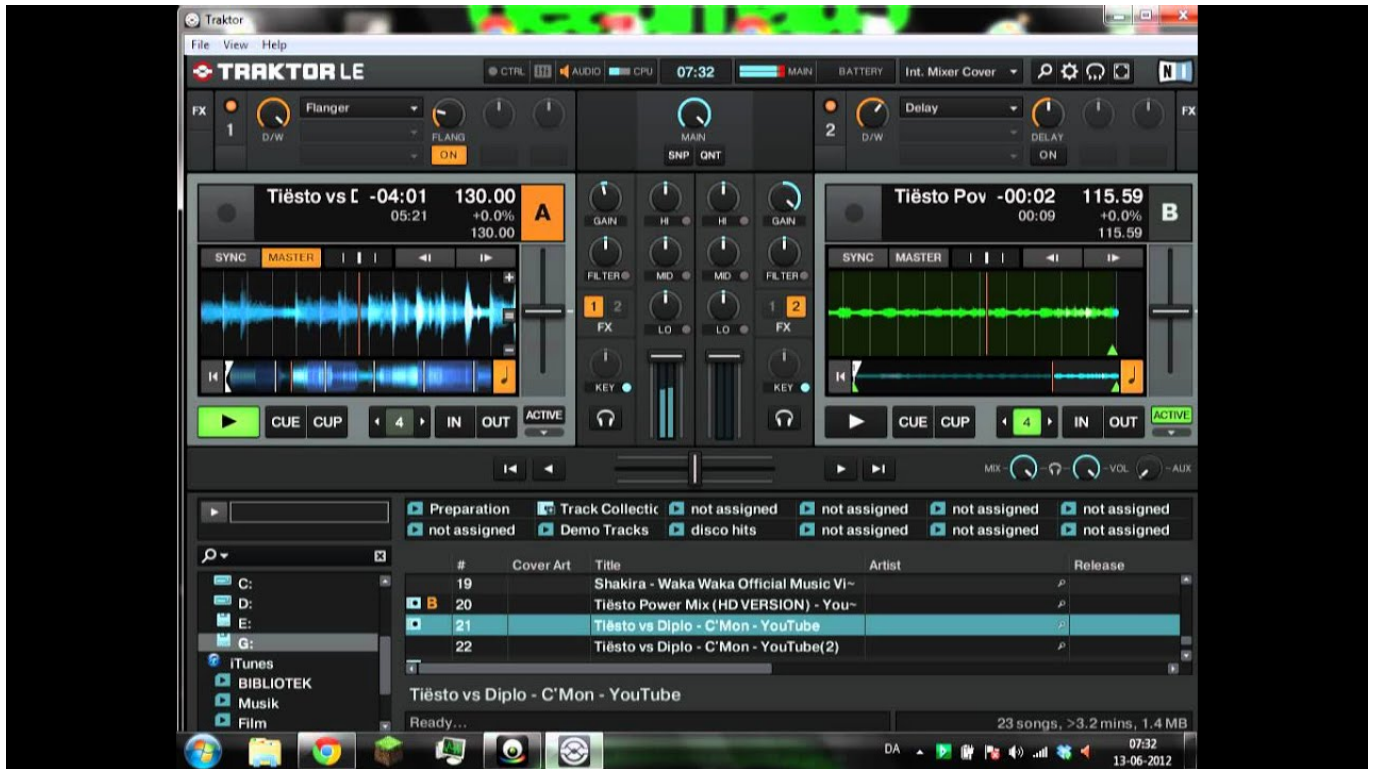 Traktor
File View Help
TRAKTOR LE CTRL AUDIO CPU 07:32 MAIN BATTERY Int. Mixer Cover N I
FX 1 D/W Flanger FLANG ON
MAIN SNP QNT
2 D/W Delay DELAY ON FX
Tiësto vs D -04:01 130.00 A
05:21 +0.0%
130.00
SYNC MASTER
GAIN HI HI GAIN
FILTER MID MID FILTER
1 2 FX LO LO 1 2 FX
KEY KEY
Tiësto Pov -00:02 115.59 B
00:09 +0.0%
115.59
SYNC MASTER
CUE CUP 4 IN OUT ACTIVE
CUE CUP 4 IN OUT ACTIVE
MIX VOL AUX
Preparation Track Collectic not assigned not assigned not assigned not assigned
not assigned Demo Tracks disco hits not assigned not assigned not assigned
# Cover Art Title Artist Release
19 Shakira - Waka Waka Official Music Vi~
B 20 Tiësto Power Mix (HD VERSION) - You~
21 Tiësto vs Diplo - C'Mon - YouTube
22 Tiësto vs Diplo - C'Mon - YouTube(2)
C:
D:
E:
G:
iTunes
BIBLIOTEK
Musik
Film
Tiësto vs Diplo - C'Mon - YouTube
Ready...
23 songs, >3.2 mins, 1.4 MB
DA
07:32
13-06-2012